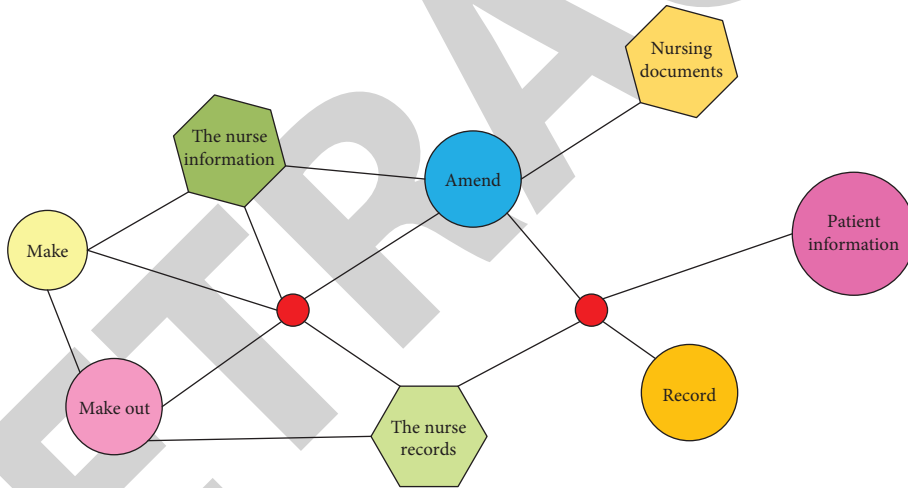 Nursing
documents
The nurse
information
Amend
Patient
information
Make
Make out
The nurse
records
Record